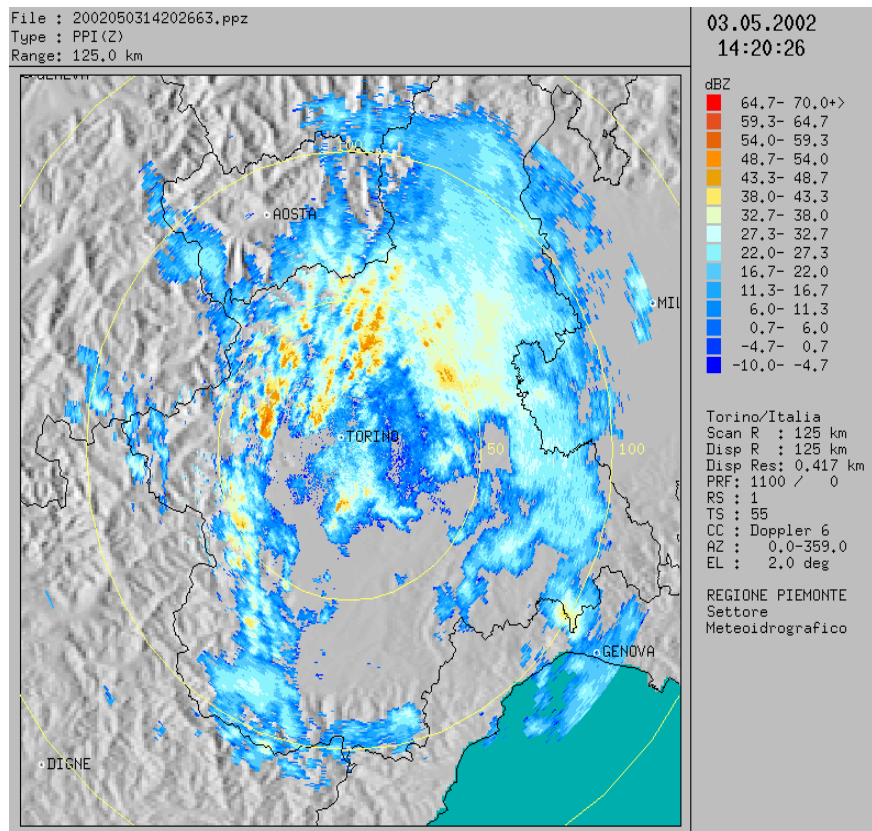 File : 2002050314202663.ppz
Type : PPI(Z)
Range: 125.0 km
03.05.2002
14:20:26
dBZ
64.7- 70.0+>
59.3- 64.7
54.0- 59.3
48.7- 54.0
43.3- 48.7
38.0- 43.3
32.7- 38.0
27.3- 32.7
22.0- 27.3
16.7- 22.0
11.3- 16.7
6.0- 11.3
0.7- 6.0
-4.7- 0.7
-10.0- -4.7
GENEVA
100
AOSTA
MIL
TORINO
50
100
GENOVA
DIGNE
Torino/Italia
Scan R : 125 km
Disp R : 125 km
Disp Res: 0.417 km
PRF: 1100 / 0
RS : 1
TS : 55
CC : Doppler 6
AZ : 0.0-359.0
EL : 2.0 deg
REGIONE PIEMONTE
Settore
Meteoidrografico